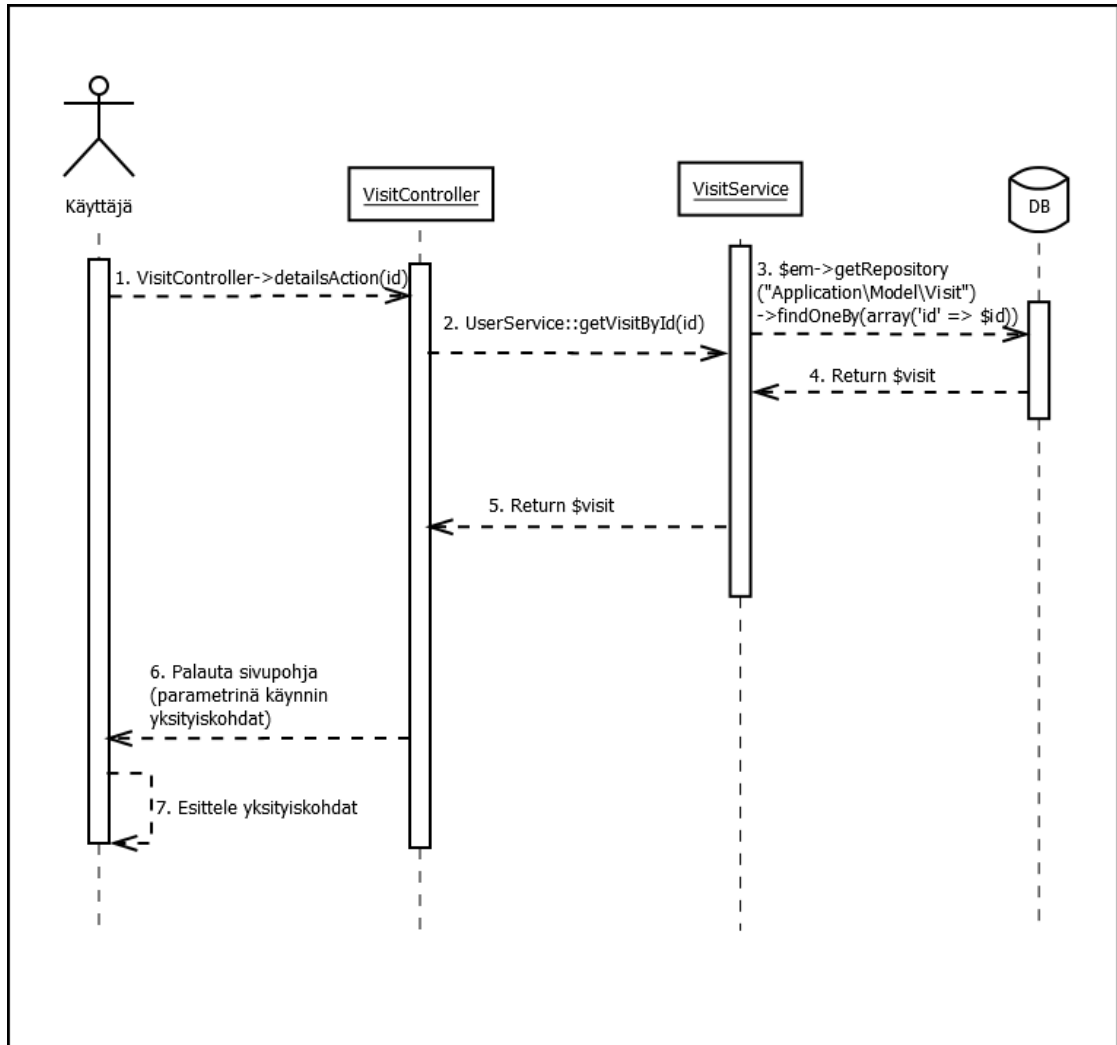 Käyttäjä
VisitController
VisitService
DB
1. VisitController->detailsAction(id)
2. UserService::getVisitById(id)
3. $em->getRepository
("Application\Model\Visit")
->findOneBy(array('id' => $id))
4. Return $visit
5. Return $visit
6. Palauta sivupohja
(parametrinä käynnin
yksityiskohdat)
7. Esittele yksityiskohdat